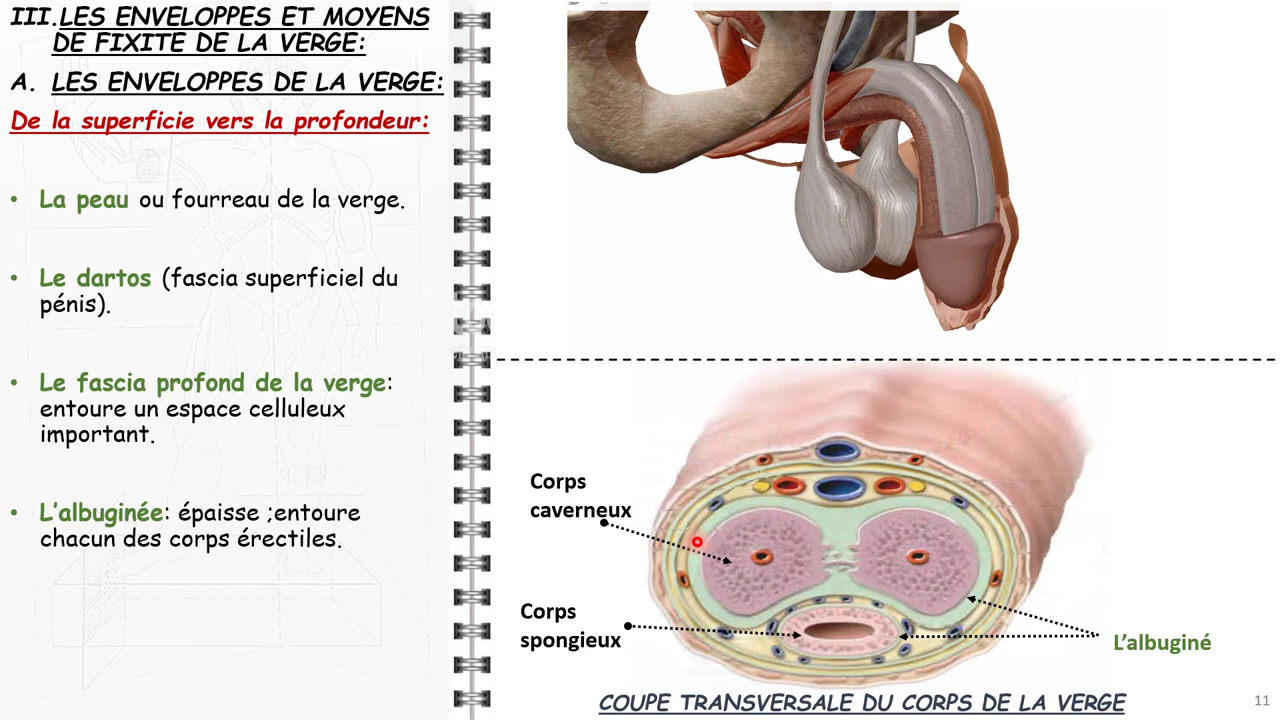 III.LES ENVELOPPES ET MOYENS
DE FIXITE DE LA VERGE:
A. LES ENVELOPPES DE LA VERGE:
De la superficie vers la profondeur:
• La peau ou fourreau de la verge.
• Le dartos (fascia superficiel du
pénis).
• Le fascia profond de la verge:
entoure un espace celluleux
important.
• L'albuginée: épaisse ;entoure
chacun des corps érectiles.
Corps
caverneux
Corps
spongieux
L'albuginé
COUPE TRANSVERSALE DU CORPS DE LA VERGE
11